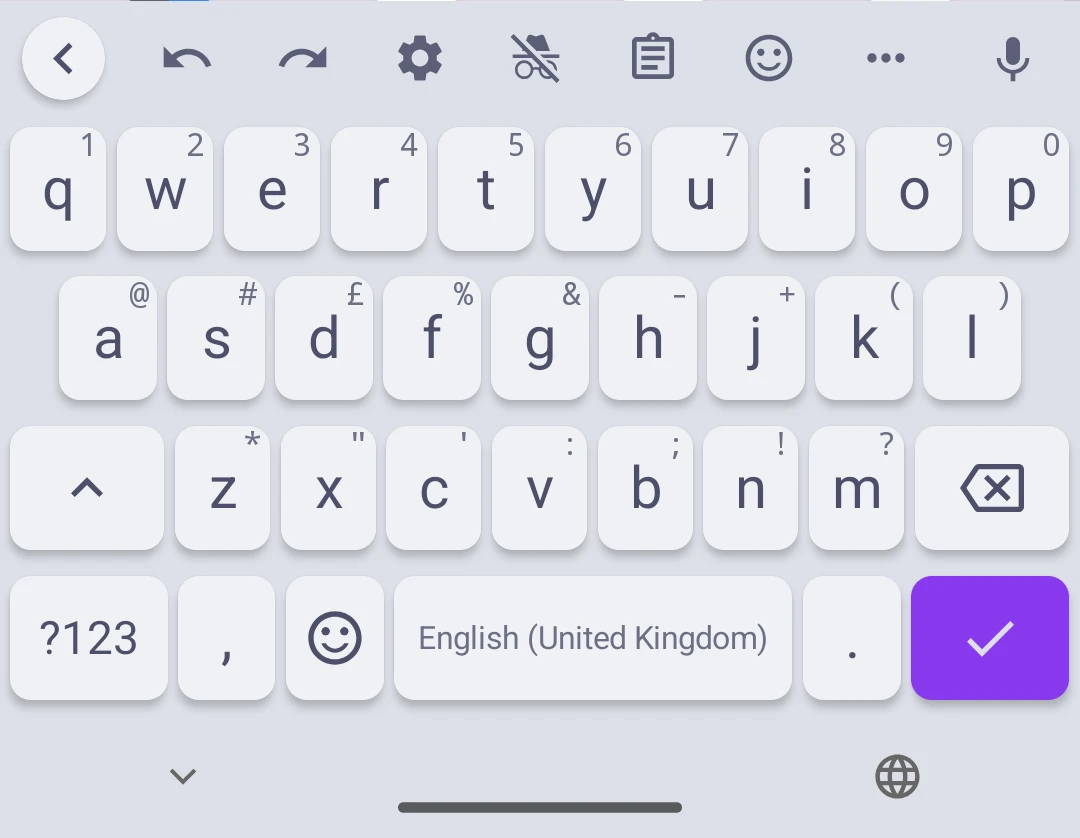 1 2 3 4 5 6 7 8 9 0
q w e r t y u i o p
@ # £ % & - + ( )
a s d f g h j k l
* " ' : ; ! ?
z x c v b n m
?123 , English (United Kingdom) .